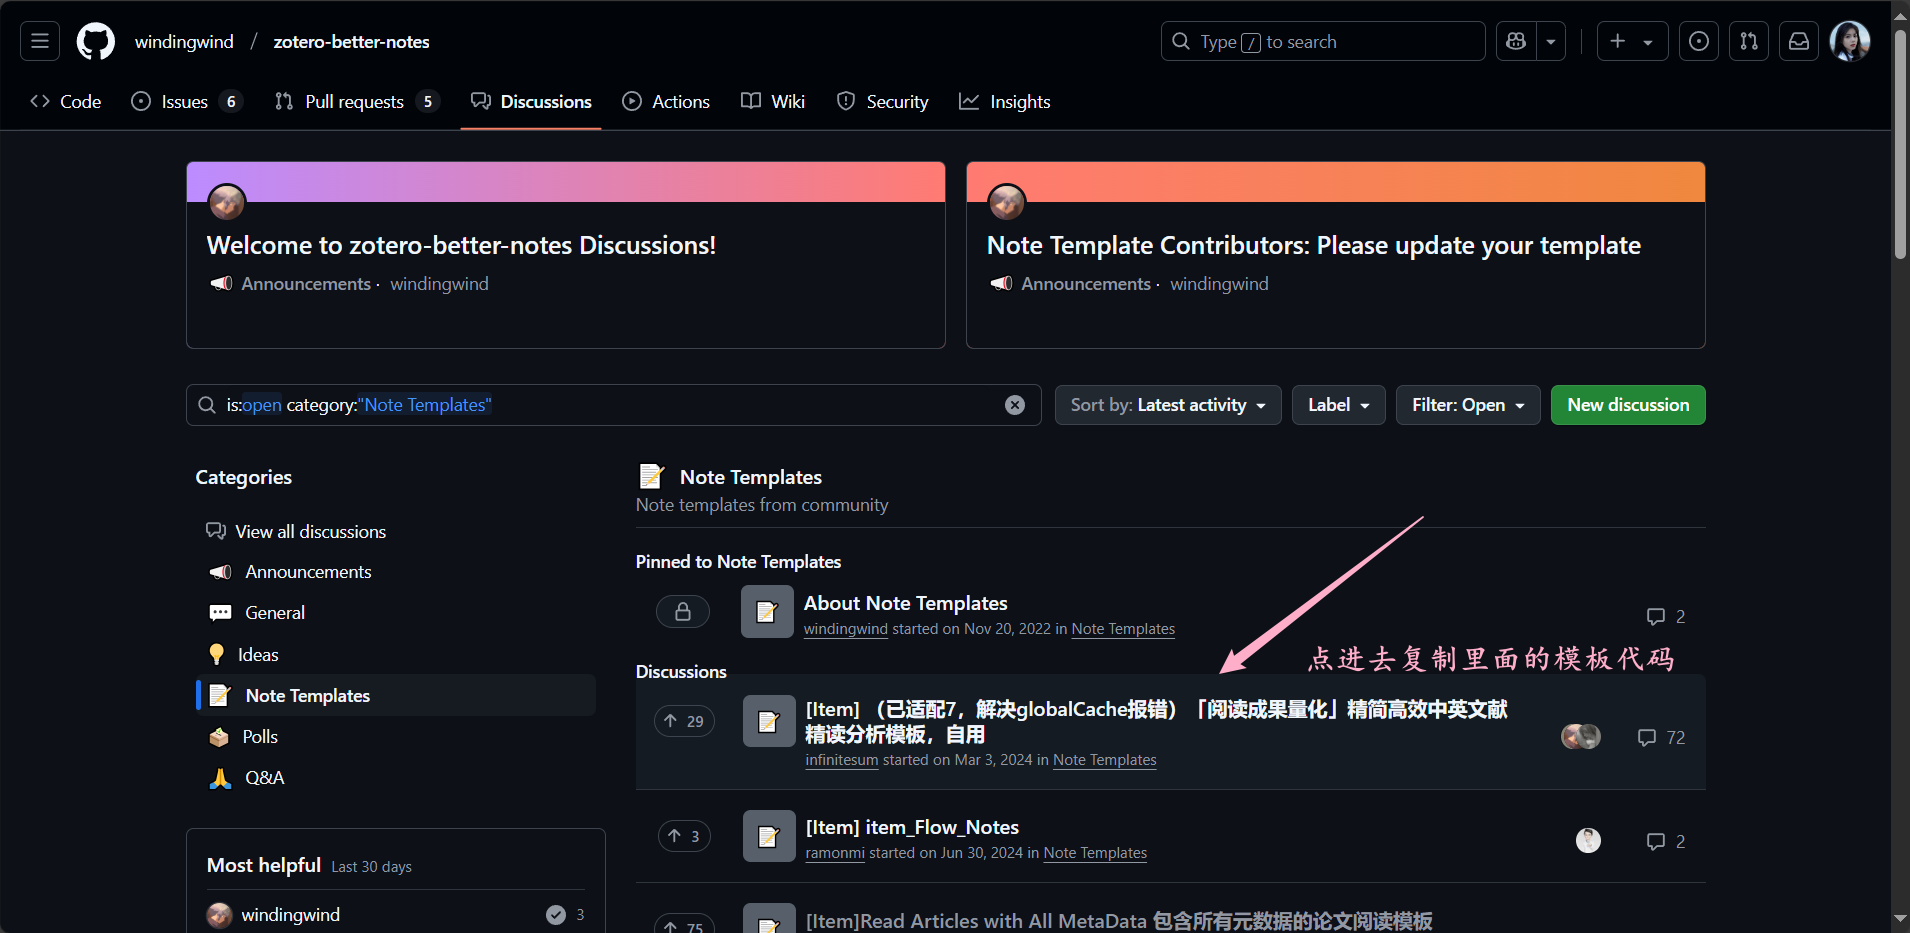 windingwind / zotero-better-notes
Type / to search
Code
Issues 6
Pull requests 5
Discussions
Actions
Wiki
Security
Insights
Welcome to zotero-better-notes Discussions!
Announcements · windingwind
Note Template Contributors: Please update your template
Announcements · windingwind
is:open category:"Note Templates"
Sort by: Latest activity
Label
Filter: Open
New discussion
Categories
View all discussions
Announcements
General
Ideas
Note Templates
Polls
Q&A
Most helpful Last 30 days
windingwind 3
Note Templates
Note templates from community
Pinned to Note Templates
About Note Templates
windingwind started on Nov 20, 2022 in Note Templates
2
点进去复制里面的模板代码
Discussions
29
[Item] （已适配7，解决globalCache报错）「阅读成果量化」精简高效中英文献
精读分析模板，自用
infinitesum started on Mar 3, 2024 in Note Templates
72
3
[Item] item_Flow_Notes
ramonmi started on Jun 30, 2024 in Note Templates
2
75
[Item]Read Articles with All MetaData 包含所有元数据的论文阅读模板